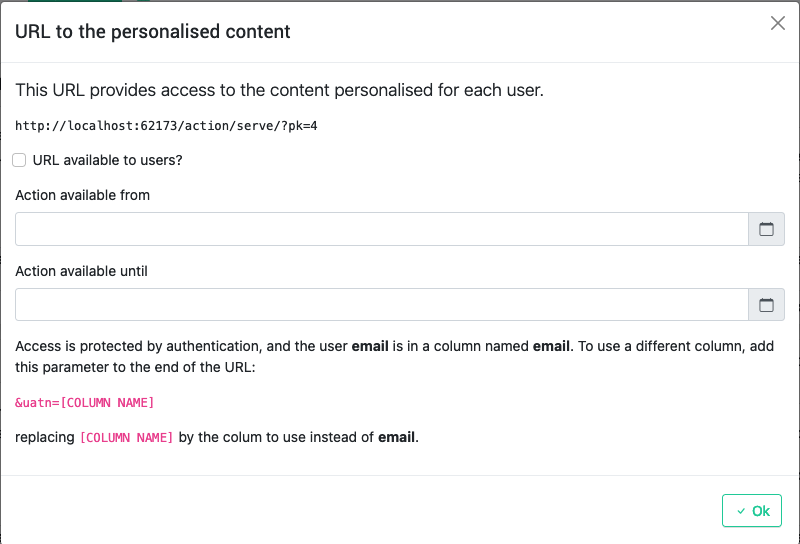 URL to the personalised content
This URL provides access to the content personalised for each user.
http://localhost:62173/action/serve/?pk=4
URL available to users?
Action available from
Action available until
Access is protected by authentication, and the user email is in a column named email. To use a different column, add
this parameter to the end of the URL:
&uatn=[COLUMN NAME]
replacing [COLUMN NAME] by the colum to use instead of email.
Ok